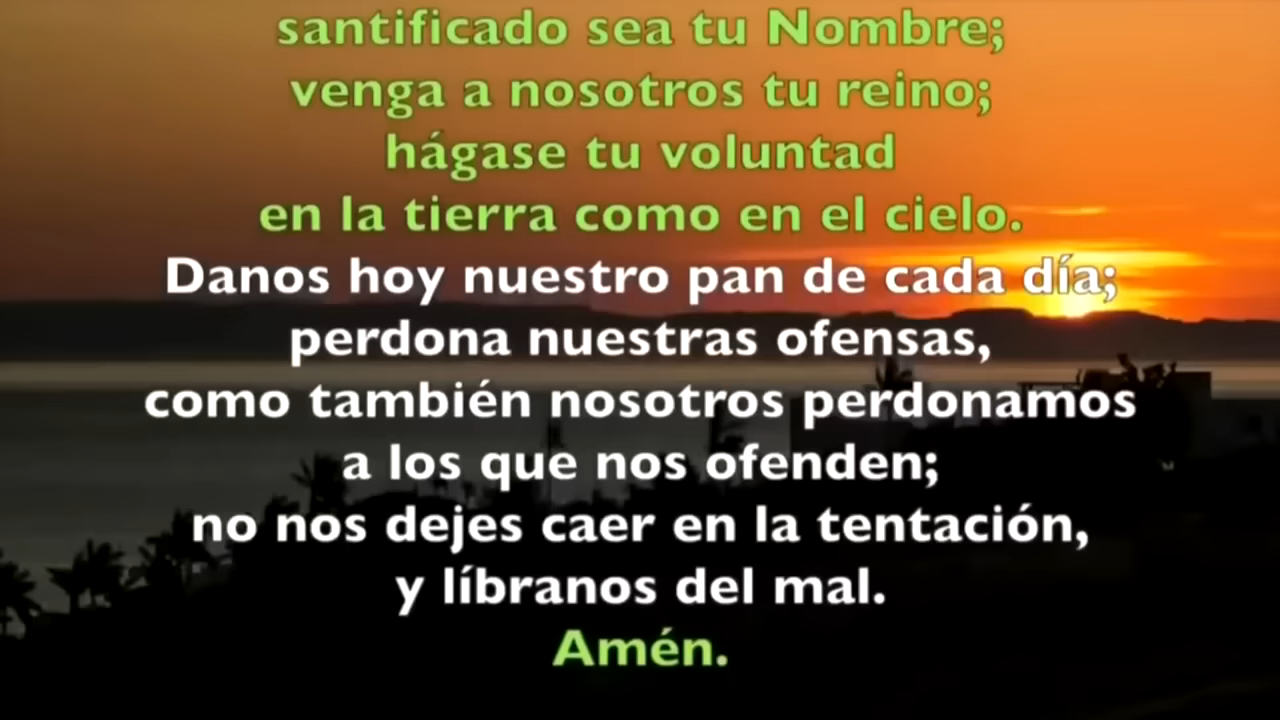 santificado sea tu Nombre;
venga a nosotros tu reino;
hágase tu voluntad
en la tierra como en el cielo.
Danos hoy nuestro pan de cada día;
perdona nuestras ofensas,
como también nosotros perdonamos
a los que nos ofenden;
no nos dejes caer en la tentación,
y líbranos del mal.
Amén.